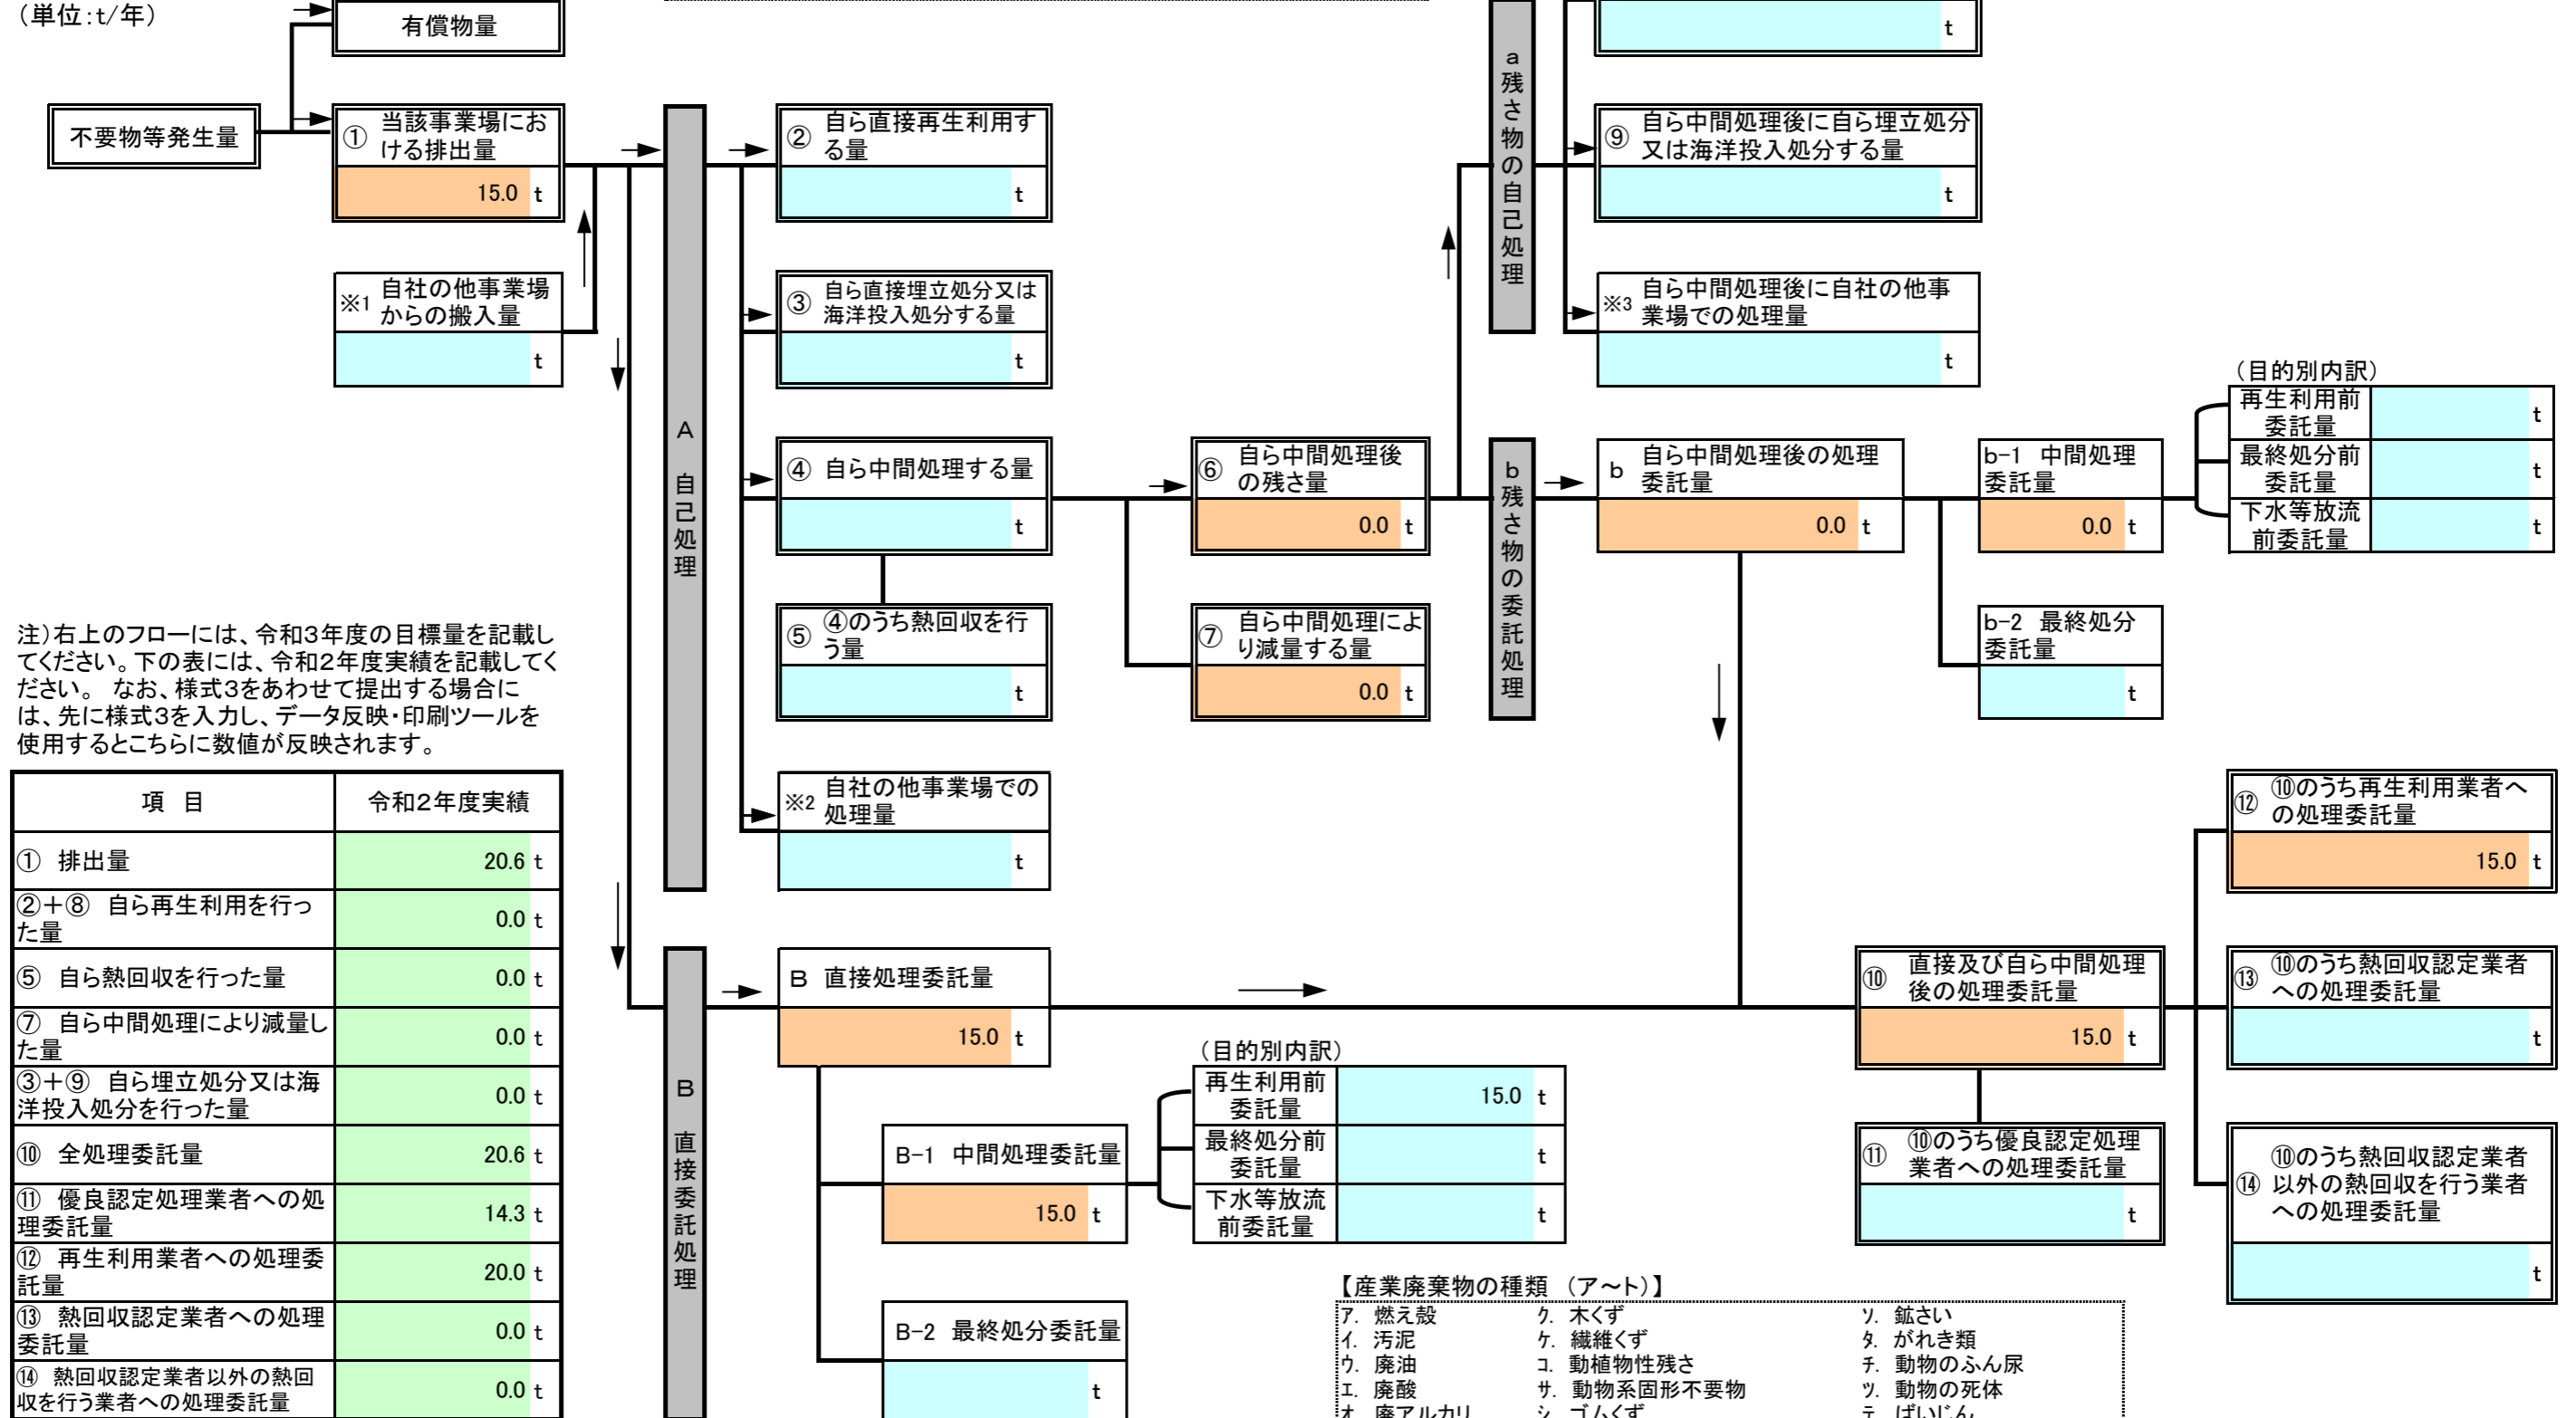 （単位：t/年）
有償物量
不要物等発生量
① 当該事業場にお
ける排出量
15.0 t
※1 自社の他事業場
からの搬入量
t
A 自己処理
② 自ら直接再生利用す
る量
t
③ 自ら直接埋立処分又は
海洋投入処分する量
t
④ 自ら中間処理する量
t
⑤ ④のうち熱回収を行
う量
t
※2 自社の他事業場での
処理量
t
⑥ 自ら中間処理後
の残さ量
0.0 t
⑦ 自ら中間処理によ
り減量する量
0.0 t
a 残さ物の自己処理
t
⑨ 自ら中間処理後に自ら埋立処分
又は海洋投入処分する量
t
※3 自ら中間処理後に自社の他事
業場での処理量
t
b 残さ物の委託処理
b 自ら中間処理後の処理
委託量
0.0 t
b-1 中間処理
委託量
0.0 t
b-2 最終処分
委託量
t
（目的別内訳）
再生利用前
委託量
t
最終処分前
委託量
t
下水等放流
前委託量
t
注）右上のフローには、令和3年度の目標量を記載し
てください。下の表には、令和2年度実績を記載してく
ださい。 なお、様式3をあわせて提出する場合に
は、先に様式3を入力し、データ反映・印刷ツールを
使用するとこちらに数値が反映されます。
項 目 令和2年度実績
① 排出量 20.6 t
②＋⑧ 自ら再生利用を行っ
た量 0.0 t
⑤ 自ら熱回収を行った量 0.0 t
⑦ 自ら中間処理により減量し
た量 0.0 t
③＋⑨ 自ら埋立処分又は海
洋投入処分を行った量 0.0 t
⑩ 全処理委託量 20.6 t
⑪ 優良認定処理業者への処
理委託量 14.3 t
⑫ 再生利用業者への処理委
託量 20.0 t
⑬ 熱回収認定業者への処理
委託量 0.0 t
⑭ 熱回収認定業者以外の熱回
収を行う業者への処理委託量 0.0 t
B 直接委託処理
B 直接処理委託量
15.0 t
B-1 中間処理委託量
15.0 t
B-2 最終処分委託量
t
（目的別内訳）
再生利用前
委託量
15.0 t
最終処分前
委託量
t
下水等放流
前委託量
t
⑩ 直接及び自ら中間処理
後の処理委託量
15.0 t
⑪ ⑩のうち優良認定処理
業者への処理委託量
t
⑫ ⑩のうち再生利用業者へ
の処理委託量
15.0 t
⑬ ⑩のうち熱回収認定業者
への処理委託量
t
⑭ ⑩のうち熱回収認定業者
以外の熱回収を行う業者
への処理委託量
t
【産業廃棄物の種類 （ア～ト）】
ｱ. 燃え殻 ｸ. 木くず ｿ. 鉱さい
ｲ. 汚泥 ｹ. 繊維くず ﾀ. がれき類
ｳ. 廃油 ｺ. 動植物性残さ ﾁ. 動物のふん尿
ｴ. 廃酸 ｻ. 動物系固形不要物 ﾂ. 動物の死体
ｵ. 廃アルカリ ｼ. ゴムくず ﾃ. ばいじん